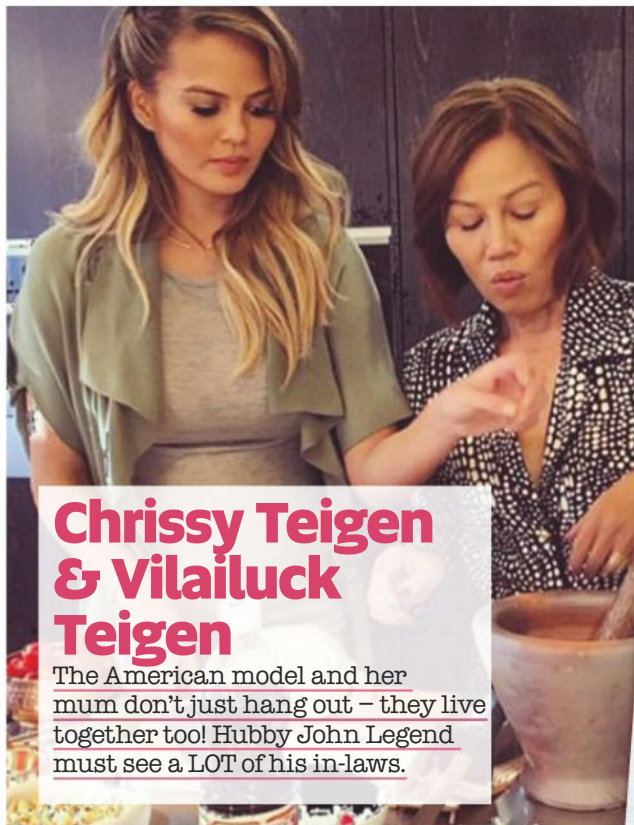 Chrissy Teigen
& Vilailuck
Teigen
The American model and her
mum don't just hang out – they live
together too! Hubby John Legend
must see a LOT of his in-laws.